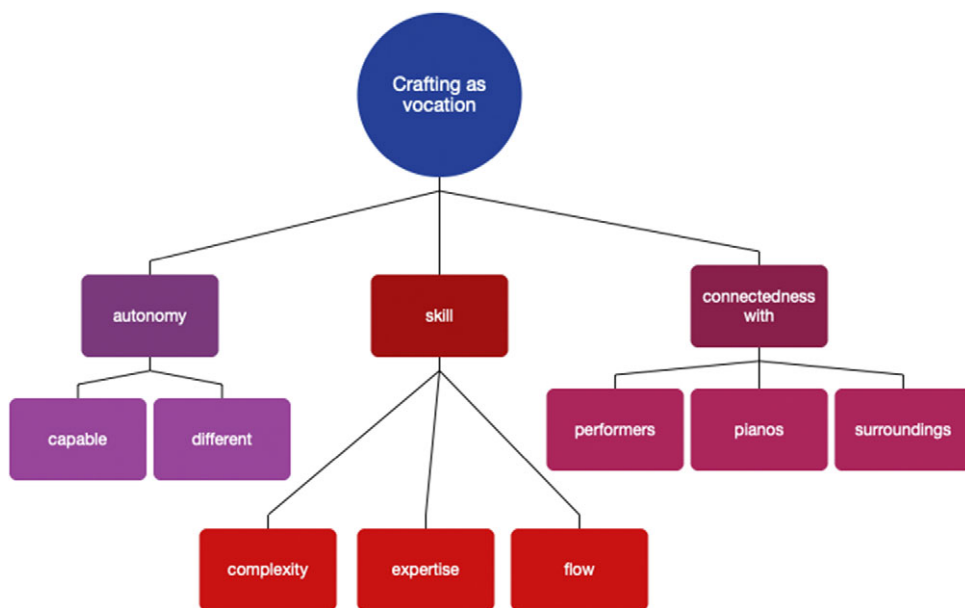 Crafting as
vocation
autonomy
skill
connectedness
with
capable
different
performers
pianos
surroundings
complexity
expertise
flow